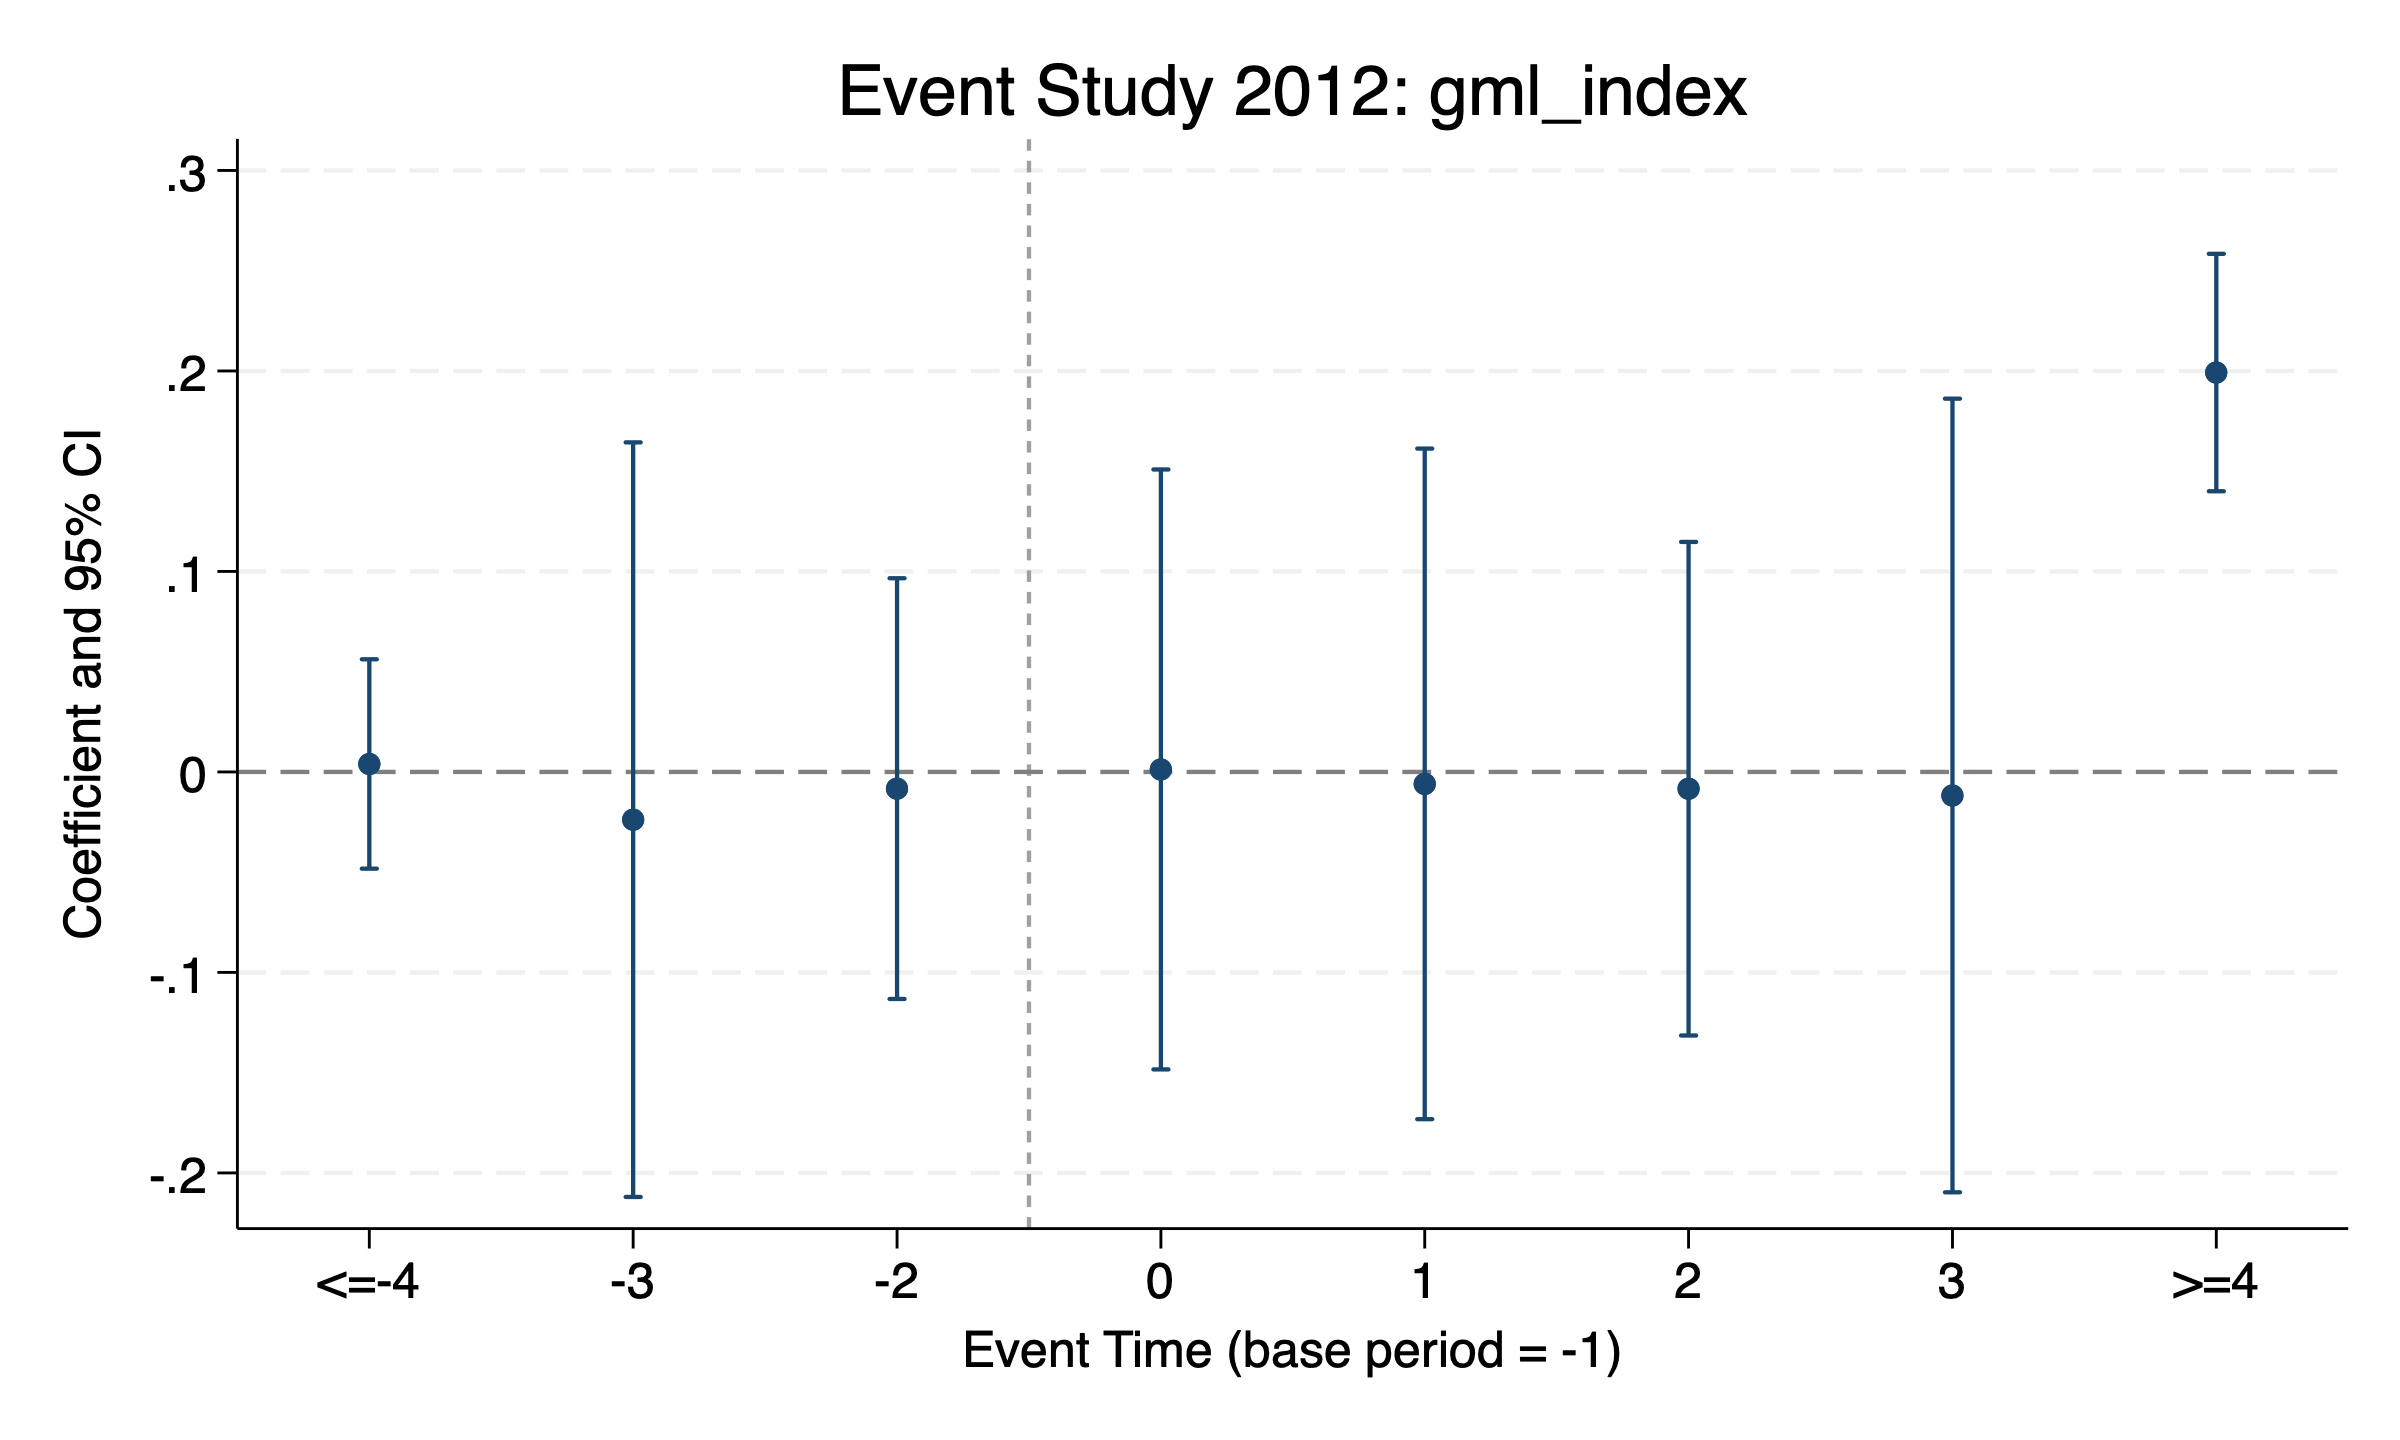 Event Study 2012: gml_index
Coefficient and 95% CI
.3
.2
.1
0
-.1
-.2
<=-4 -3 -2 0 1 2 3 >=4
Event Time (base period = -1)